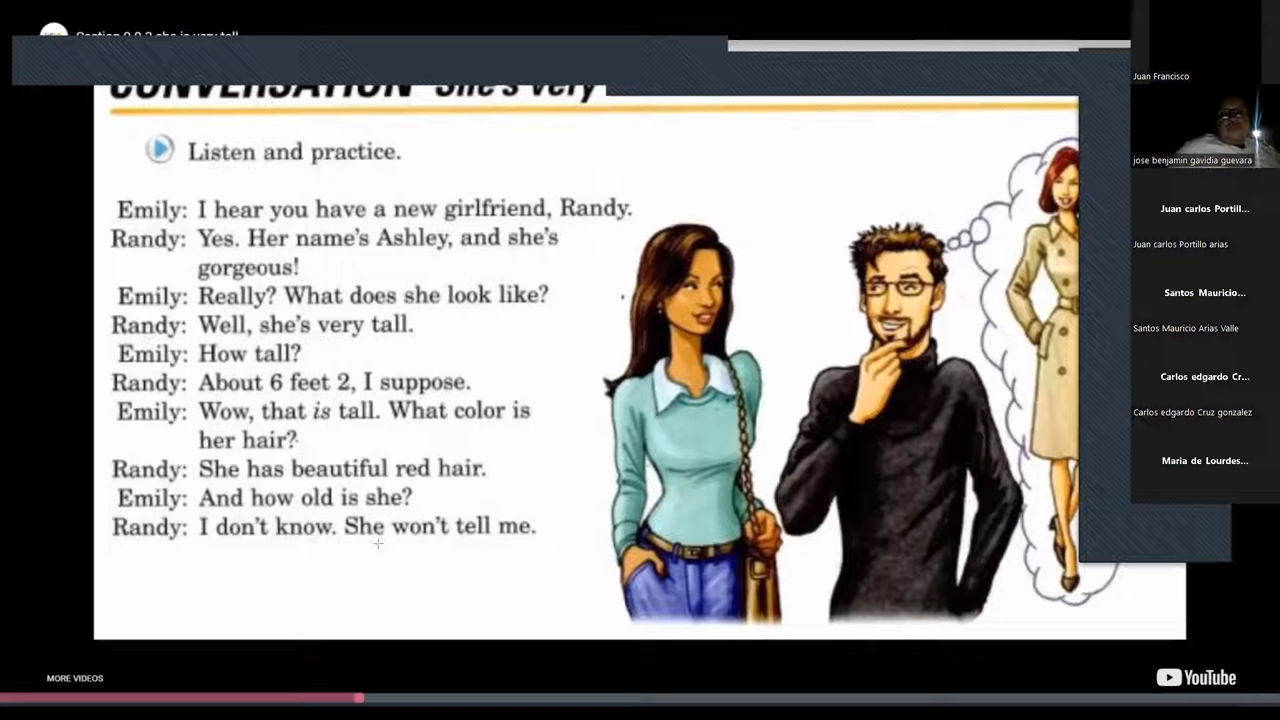 CONVERSATION She's very
Listen and practice.
Emily: I hear you have a new girlfriend, Randy.
Randy: Yes. Her name's Ashley, and she's
gorgeous!
Emily: Really? What does she look like?
Randy: Well, she's very tall.
Emily: How tall?
Randy: About 6 feet 2, I suppose.
Emily: Wow, that is tall. What color is
her hair?
Randy: She has beautiful red hair.
Emily: And how old is she?
Randy: I don't know. She won't tell me.
MORE VIDEOS
YouTube
Juan Francisco
jose benjamin gavidia guevara
Juan carlos Portill...
Juan carlos Portillo arias
Santos Mauricio...
Santos Mauricio Arias Valle
Carlos edgardo Cr...
Carlos edgardo Cruz gonzalez
Maria de Lourdes...